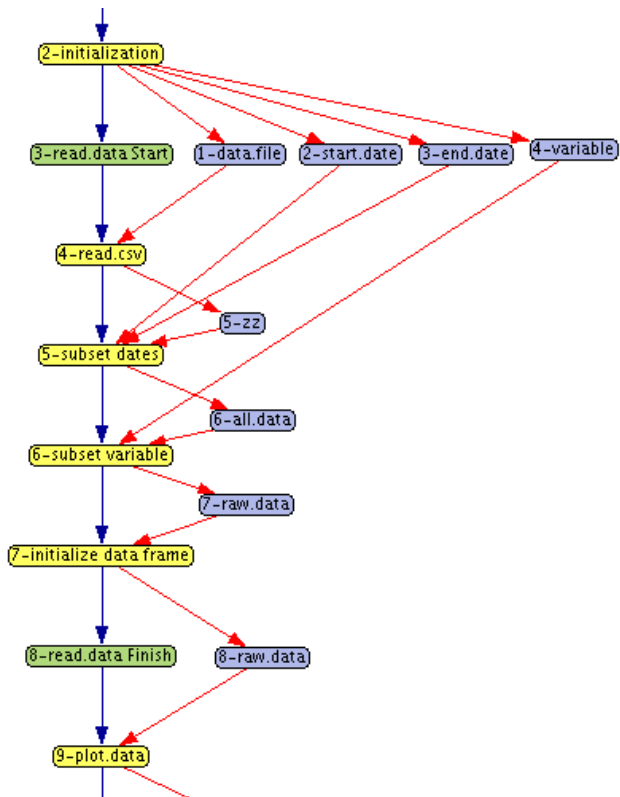 2-initialization
3-read.data Start
1-data.file
2-start.date
3-end.date
4-variable
4-read.csv
5-zz
5-subset dates
6-all.data
6-subset variable
7-raw.data
7-initialize data frame
8-read.data Finish
8-raw.data
9-plot.data